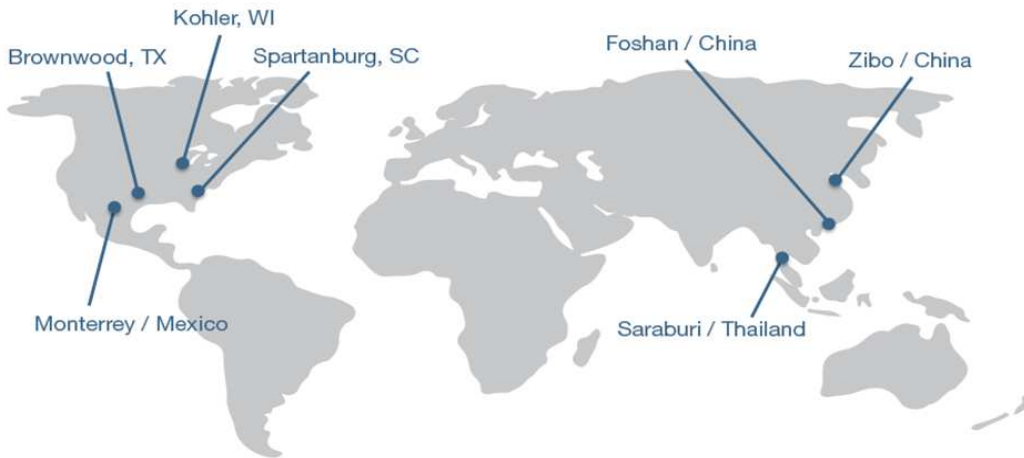 Kohler, WI
Brownwood, TX
Spartanburg, SC
Foshan / China
Zibo / China
Monterrey / Mexico
Saraburi / Thailand